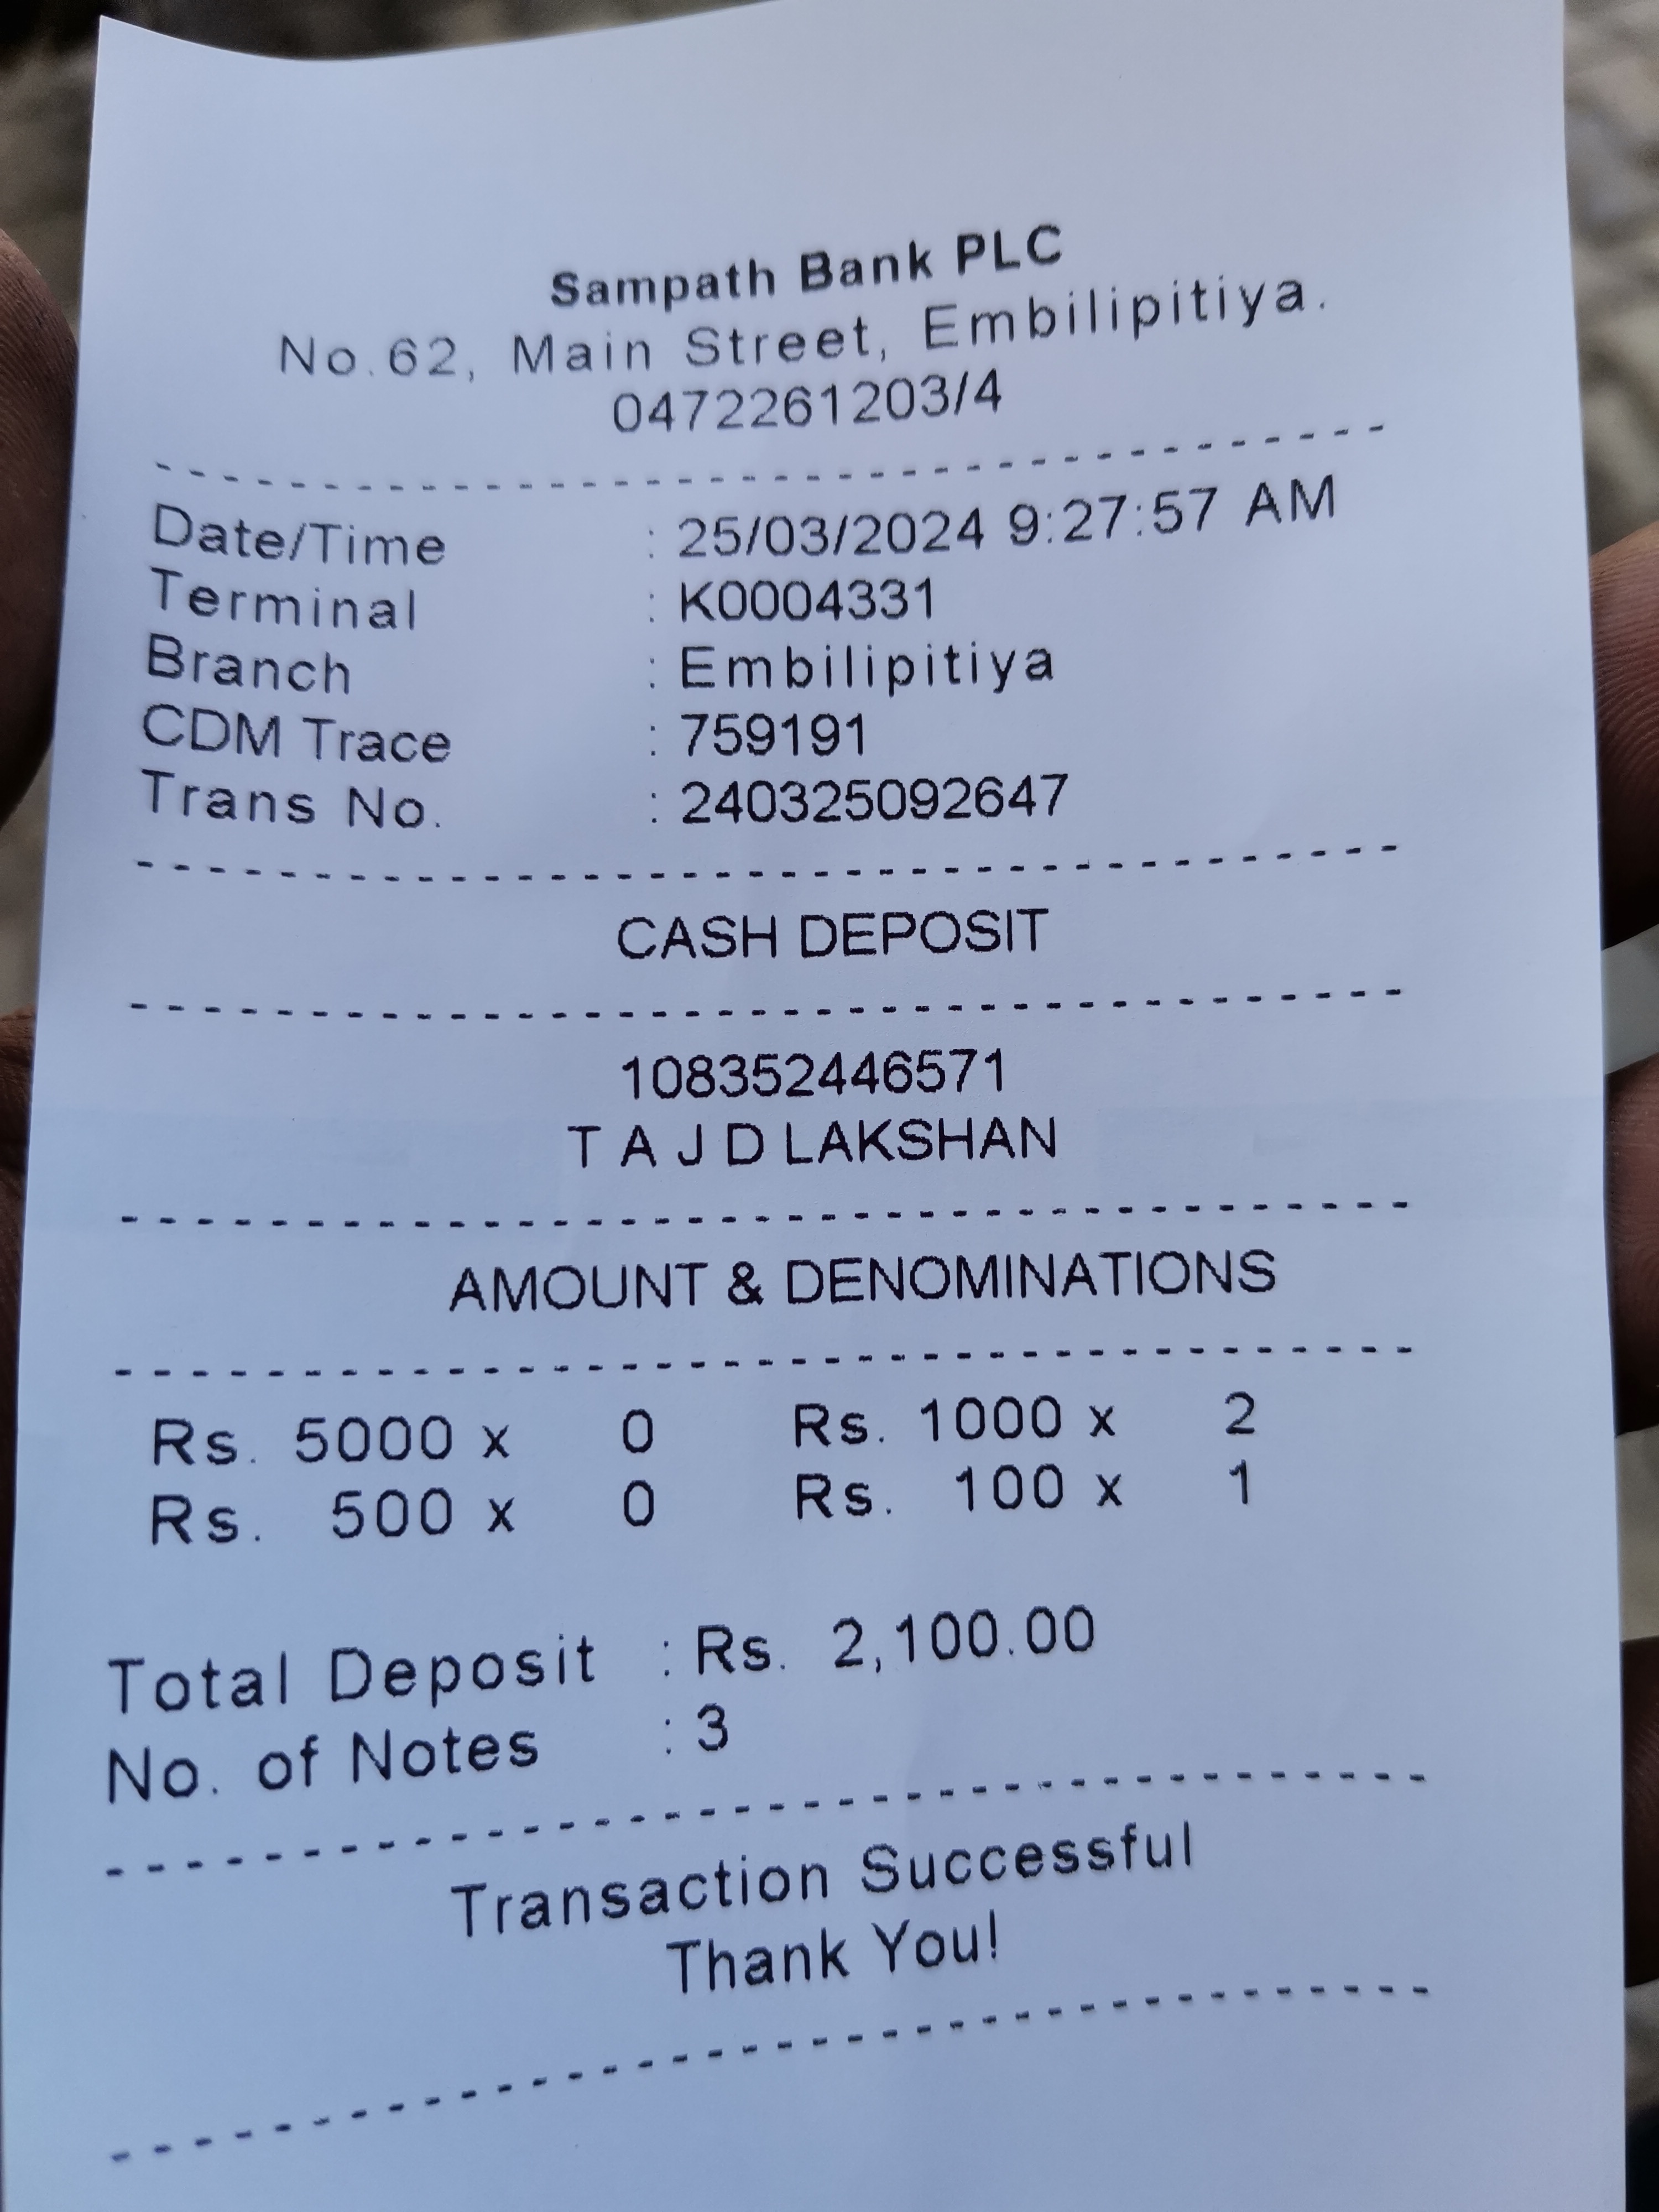 Sampath Bank PLC
No.62, Main Street, Embilipitiya.
0472261203/4
Date/Time : 25/03/2024 9:27:57 AM
Terminal : K0004331
Branch : Embilipitiya
CDM Trace : 759191
Trans No. : 240325092647
CASH DEPOSIT
108352446571
T A J D LAKSHAN
AMOUNT & DENOMINATIONS
Rs. 5000 x 0 Rs. 1000 x 2
Rs. 500 x 0 Rs. 100 x 1
Total Deposit : Rs. 2,100.00
No. of Notes : 3
Transaction Successful
Thank You!